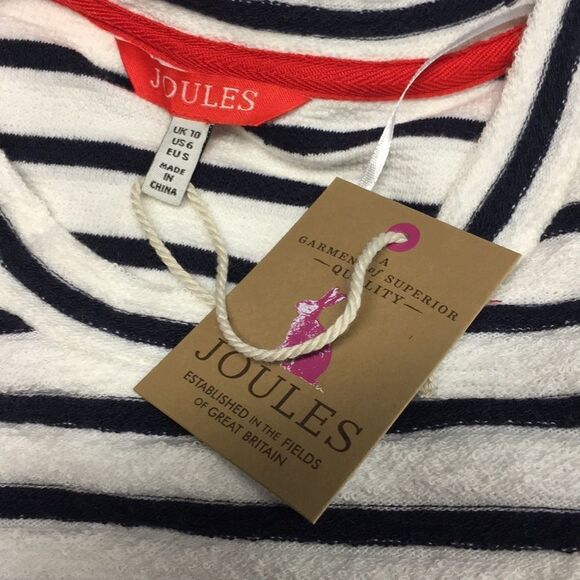 JOULES
UK 10
US 6
EU S
MADE
IN
CHINA
A
GARMENT of SUPERIOR
— QUALITY —
JOULES
ESTABLISHED IN THE FIELDS
OF GREAT BRITAIN